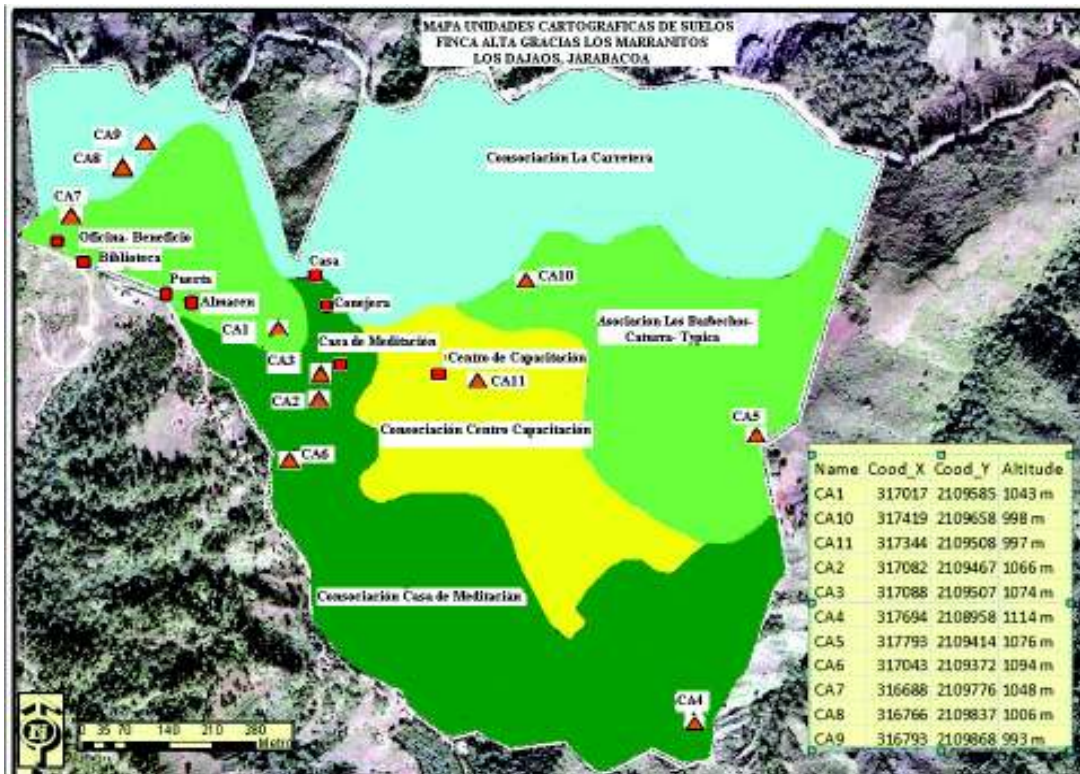 MAPA UNIDADES CARTOGRAFICAS DE SUELOS
FINCA ALTA GRACIAS LOS MARRANITOS
LOS DAJAOS, JARABACOA
CA9
CA8
Consociación La Carretera
CA7
Oficina- Beneficio
Biblioteca
Casa
Puerta
CA10
Almacen
Conejera
CA1
Asociacion Los Barbechos-
Caturra- Typica
Casa de Meditación
CA3
Centro de Capacitación
CA11
CA2
CA5
Consociación Centro Capacitación
CA6
Consociación Casa de Meditacián
CA4
Name Cood_X Cood_Y Altitude
CA1 317017 2109585 1043 m
CA10 317419 2109658 998 m
CA11 317344 2109508 997 m
CA2 317082 2109467 1066 m
CA3 317088 2109507 1074 m
CA4 317694 2108958 1114 m
CA5 317793 2109414 1076 m
CA6 317043 2109372 1094 m
CA7 316688 2109776 1048 m
CA8 316766 2109837 1006 m
CA9 316793 2109868 993 m
0 35 70 140 210 280